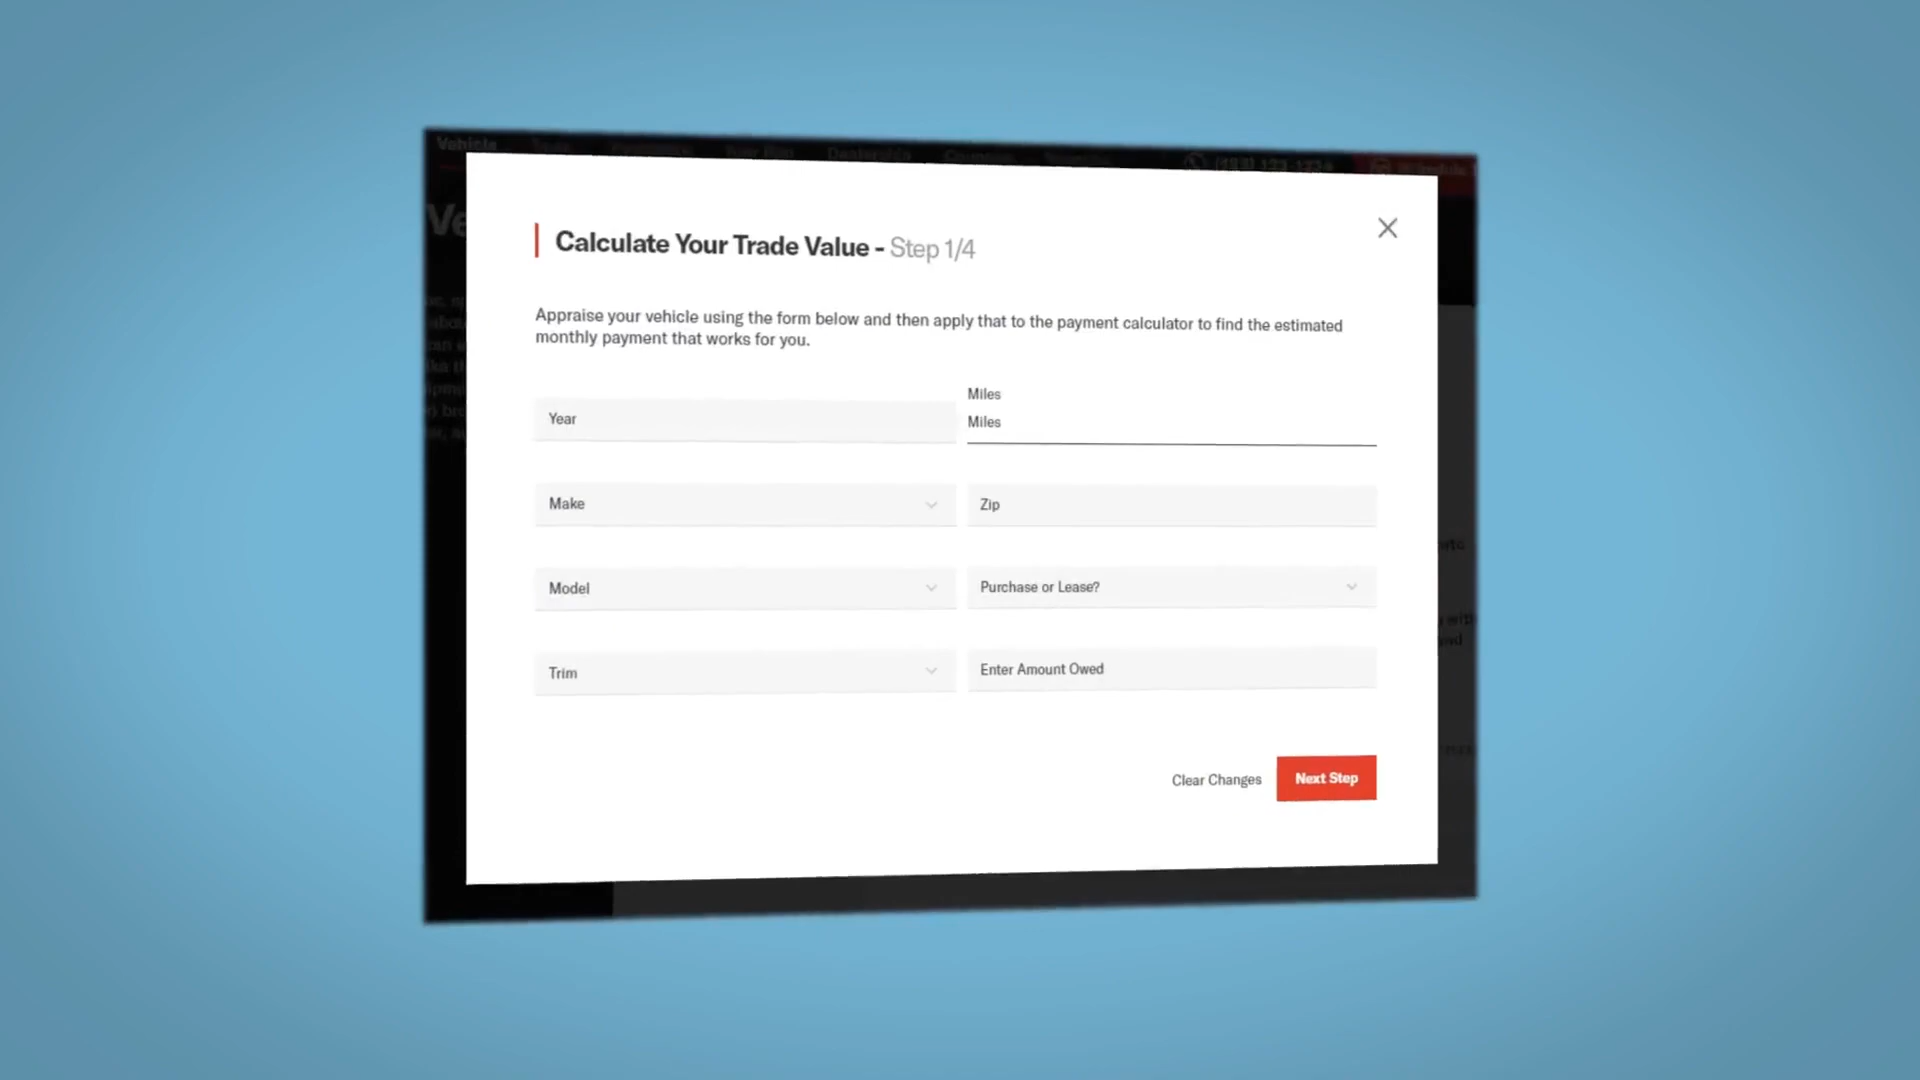 Vehicle
Calculate Your Trade Value - Step 1/4
Appraise your vehicle using the form below and then apply that to the payment calculator to find the estimated
monthly payment that works for you.
Year
Miles
Miles
Make
Zip
Model
Purchase or Lease?
Trim
Enter Amount Owed
Clear Changes
Next Step